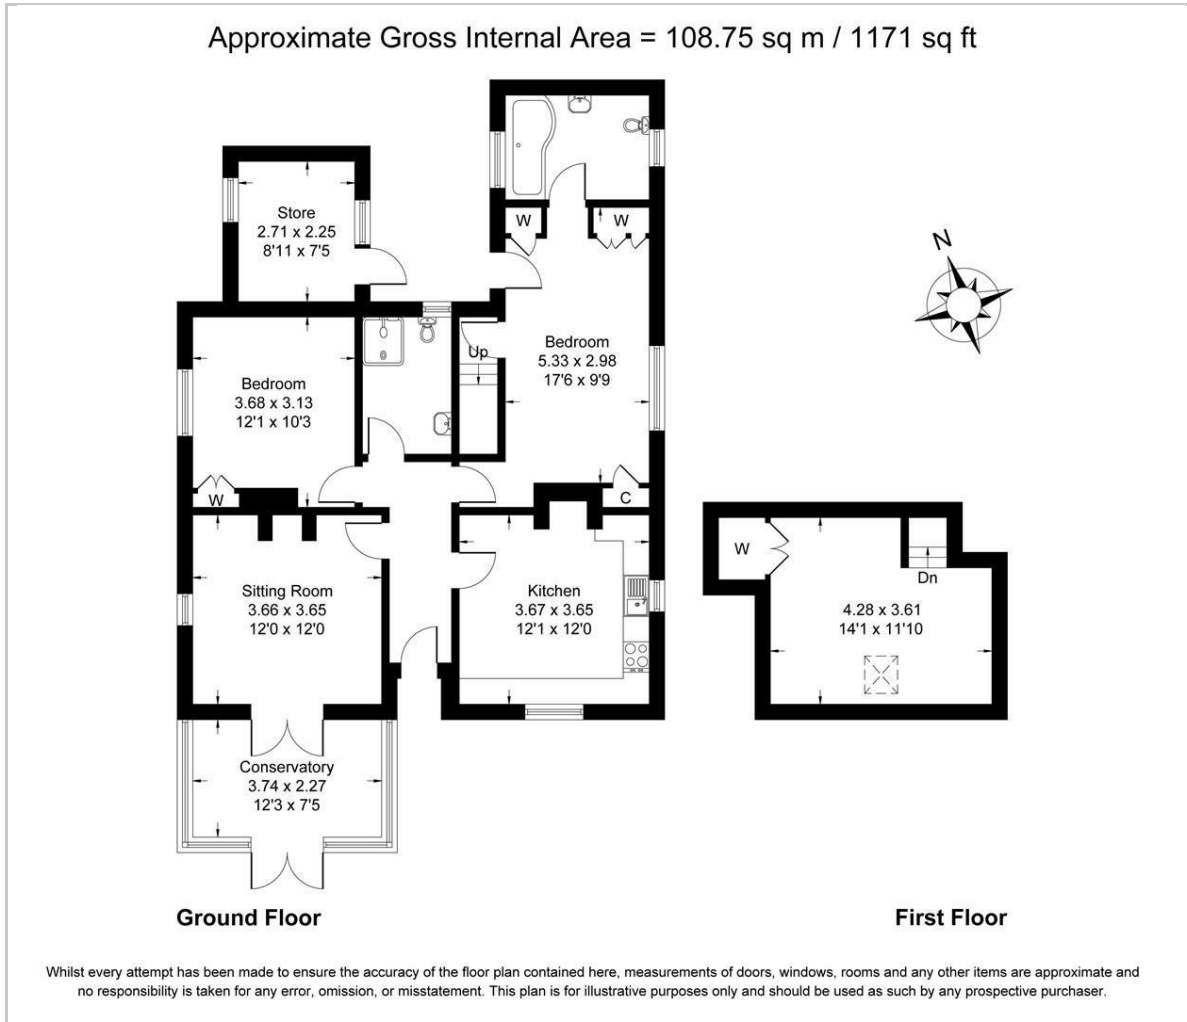 Approximate Gross Internal Area = 108.75 sq m / 1171 sq ft
Store
2.71 x 2.25
8'11 x 7'5
W
W
N
Up
Bedroom
5.33 x 2.98
17'6 x 9'9
Bedroom
3.68 x 3.13
12'1 x 10'3
W
C
Sitting Room
3.66 x 3.65
12'0 x 12'0
Kitchen
3.67 x 3.65
12'1 x 12'0
Conservatory
3.74 x 2.27
12'3 x 7'5
W
Dn
4.28 x 3.61
14'1 x 11'10
Ground Floor
First Floor
Whilst every attempt has been made to ensure the accuracy of the floor plan contained here, measurements of doors, windows, rooms and any other items are approximate and
no responsibility is taken for any error, omission, or misstatement. This plan is for illustrative purposes only and should be used as such by any prospective purchaser.